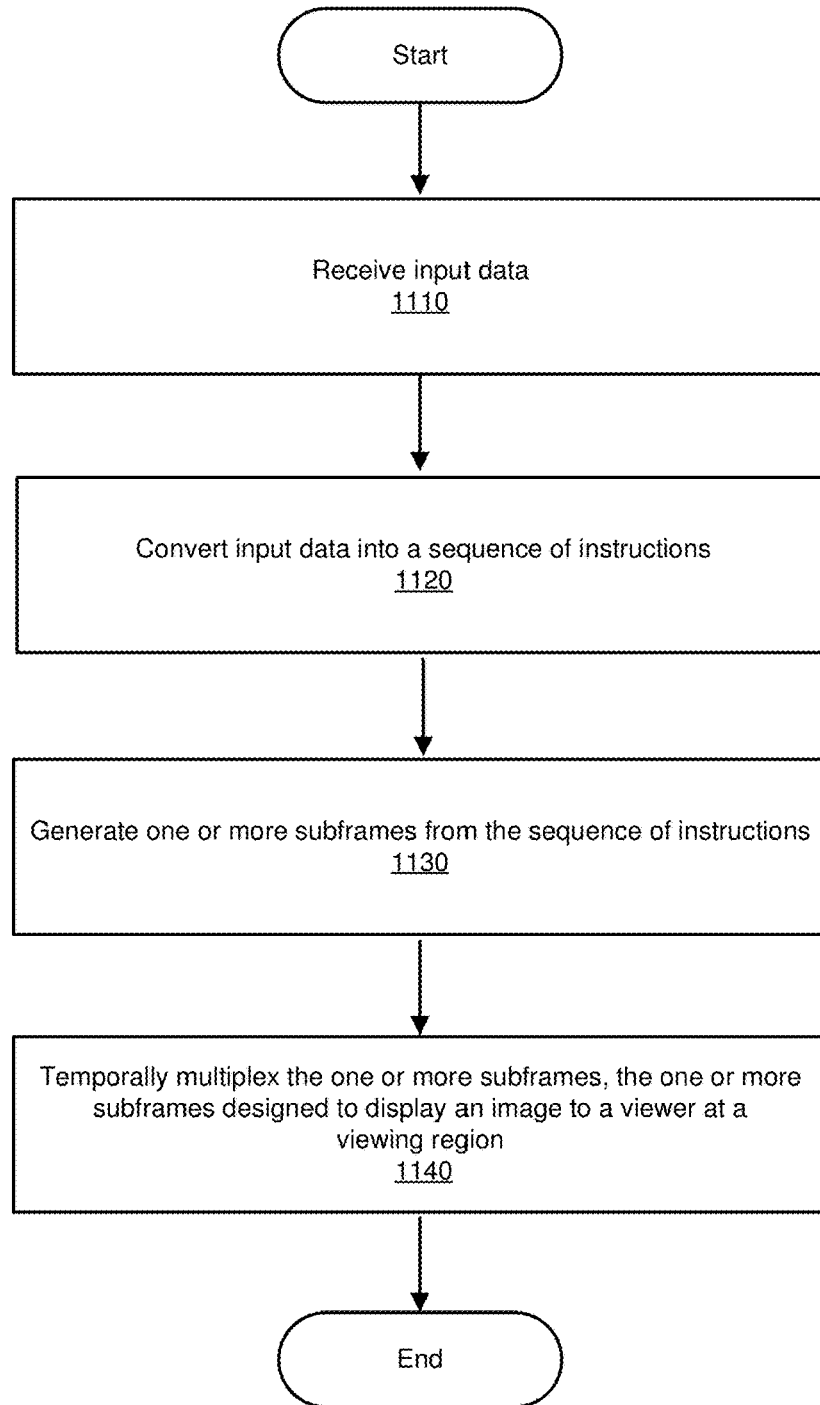 Start
Receive input data
1110
Convert input data into a sequence of instructions
1120
Generate one or more subframes from the sequence of instructions
1130
Temporally multiplex the one or more subframes, the one or more
subframes designed to display an image to a viewer at a
viewing region
1140
End